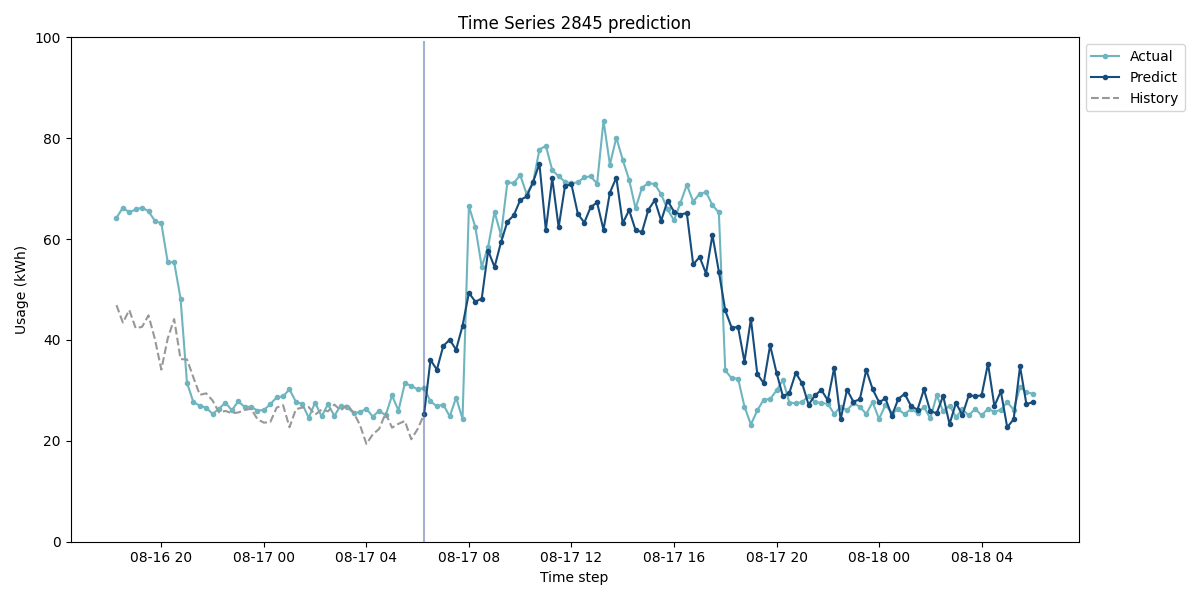 Time Series 2845 prediction
100
80
60
40
20
0
Usage (kWh)
08-16 20
08-17 00
08-17 04
08-17 08
08-17 12
08-17 16
08-17 20
08-18 00
08-18 04
Time step
Actual
Predict
History